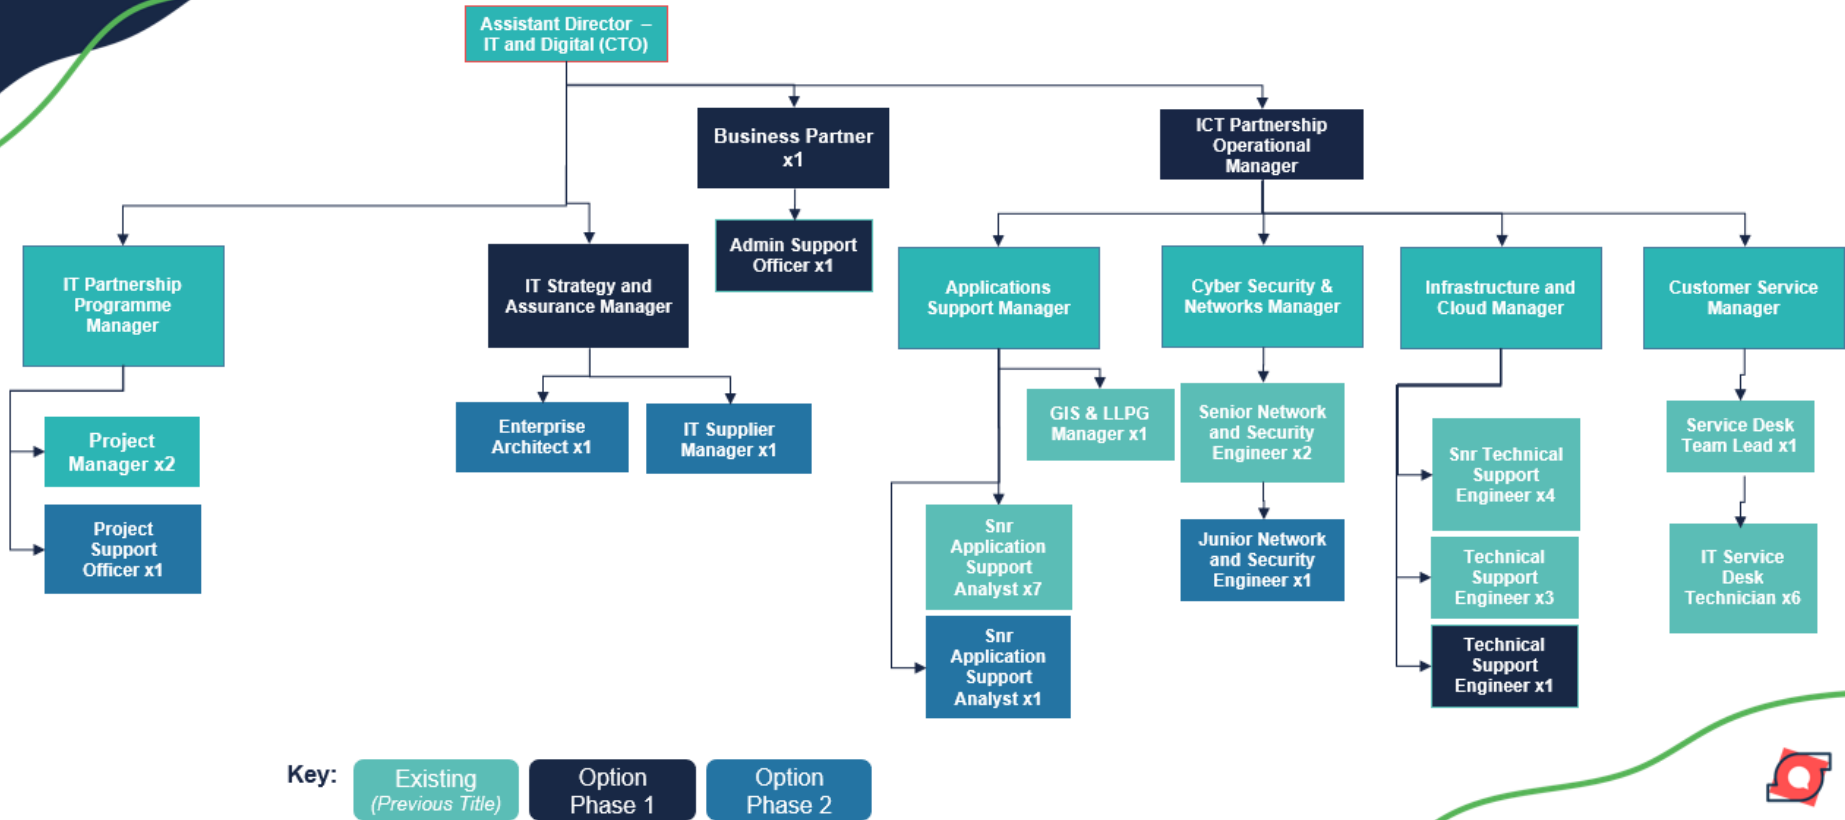 Assistant Director –
IT and Digital (CTO)
Business Partner
x1
ICT Partnership
Operational
Manager
Admin Support
Officer x1
IT Partnership
Programme
Manager
IT Strategy and
Assurance Manager
Applications
Support Manager
Cyber Security &
Networks Manager
Infrastructure and
Cloud Manager
Customer Service
Manager
Project
Manager x2
Project
Support
Officer x1
Enterprise
Architect x1
IT Supplier
Manager x1
GIS & LLPG
Manager x1
Snr
Application
Support
Analyst x7
Snr
Application
Support
Analyst x1
Senior Network
and Security
Engineer x2
Junior Network
and Security
Engineer x1
Snr Technical
Support
Engineer x4
Technical
Support
Engineer x3
Technical
Support
Engineer x1
Service Desk
Team Lead x1
IT Service
Desk
Technician x6
Key:
Existing
(Previous Title)
Option
Phase 1
Option
Phase 2